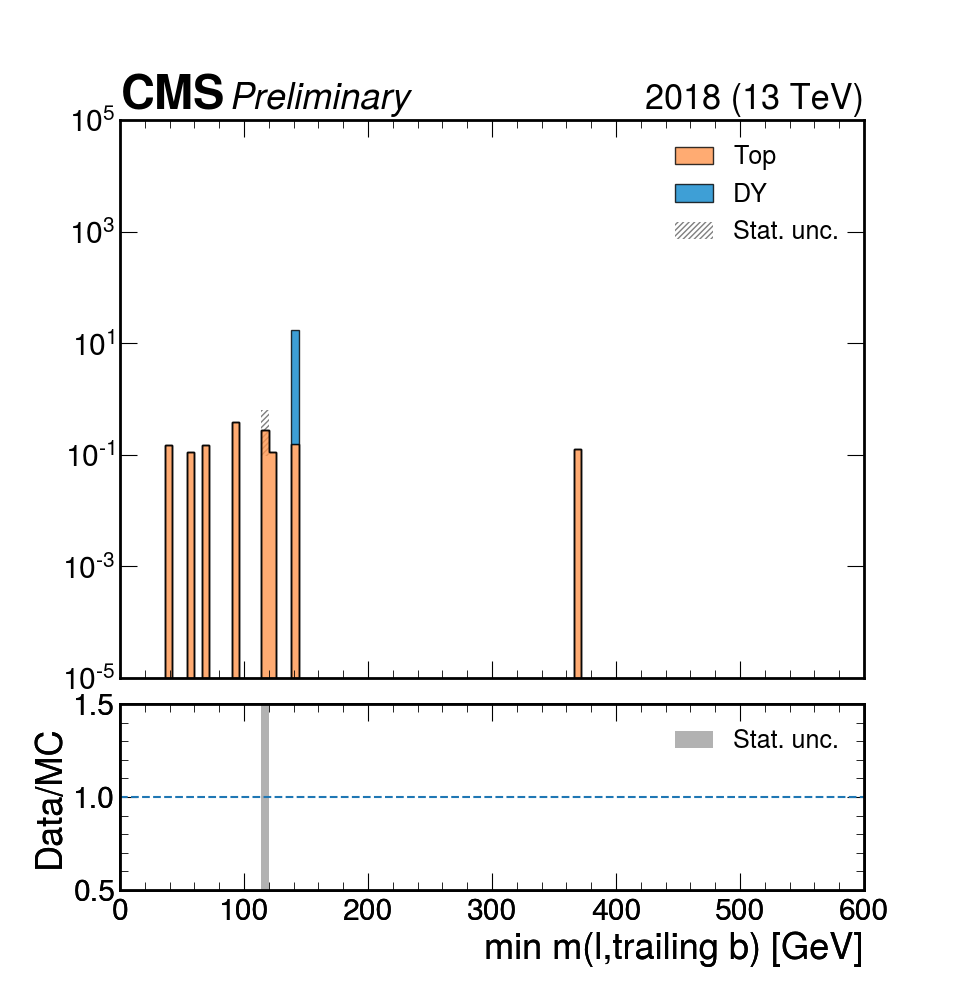 CMS Preliminary 2018 (13 TeV)
10^5
Top
DY
10^3
Stat. unc.
10^1
10^-1
10^-3
10^-5
1.5
Stat. unc.
Data/MC
1.0
0.5
0 100 200 300 400 500 600
min m(l,trailing b) [GeV]